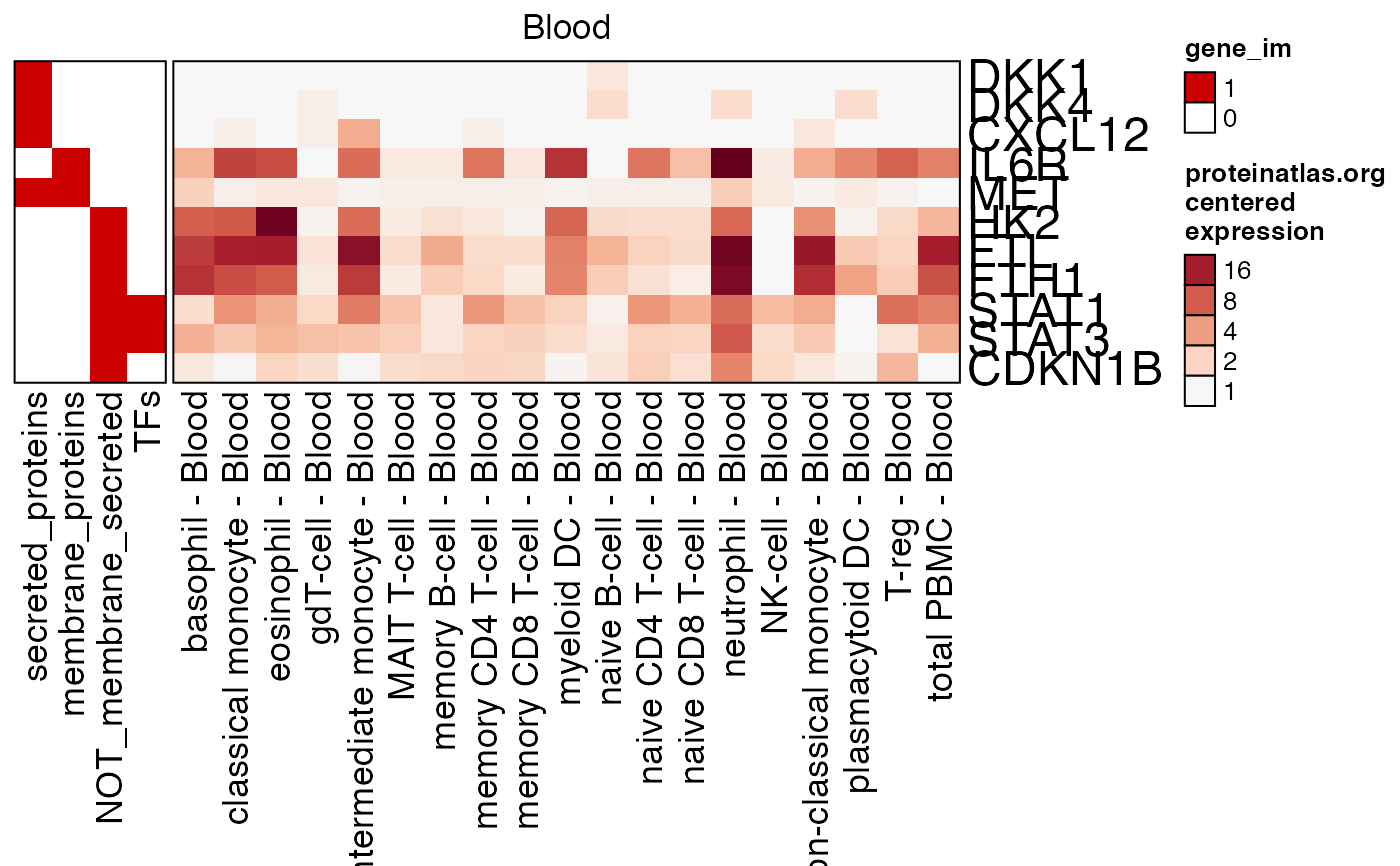 Blood
DKK1
DKK4
CXCL12
IL6R
MET
HK2
FTL
FTH1
STAT1
STAT3
CDKN1B
secreted_proteins
membrane_proteins
NOT_membrane_secreted
TFs
basophil - Blood
classical monocyte - Blood
eosinophil - Blood
gdT-cell - Blood
ntermediate monocyte - Blood
MAIT T-cell - Blood
memory B-cell - Blood
memory CD4 T-cell - Blood
memory CD8 T-cell - Blood
myeloid DC - Blood
naive B-cell - Blood
naive CD4 T-cell - Blood
naive CD8 T-cell - Blood
neutrophil - Blood
NK-cell - Blood
on-classical monocyte - Blood
plasmacytoid DC - Blood
T-reg - Blood
total PBMC - Blood
gene_im
1
0
proteinatlas.org
centered
expression
16
8
4
2
1